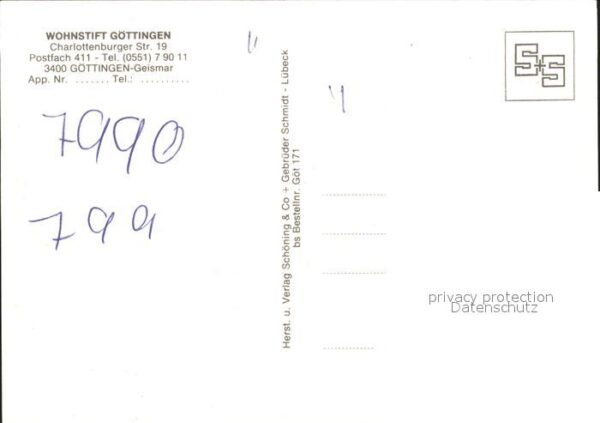 WOHNSTIFT GÖTTINGEN
Charlottenburger Str. 19
Postfach 411 - Tel. (0551) 7 90 11
3400 GÖTTINGEN-Geismar
App. Nr. ....... Tel.: ..........
7990
799
Herst. u. Verlag Schöning & Co + Gebrüder Schmidt - Lübeck
bs Bestellnr. Göt 171
S+S
privacy protection
Datenschutz